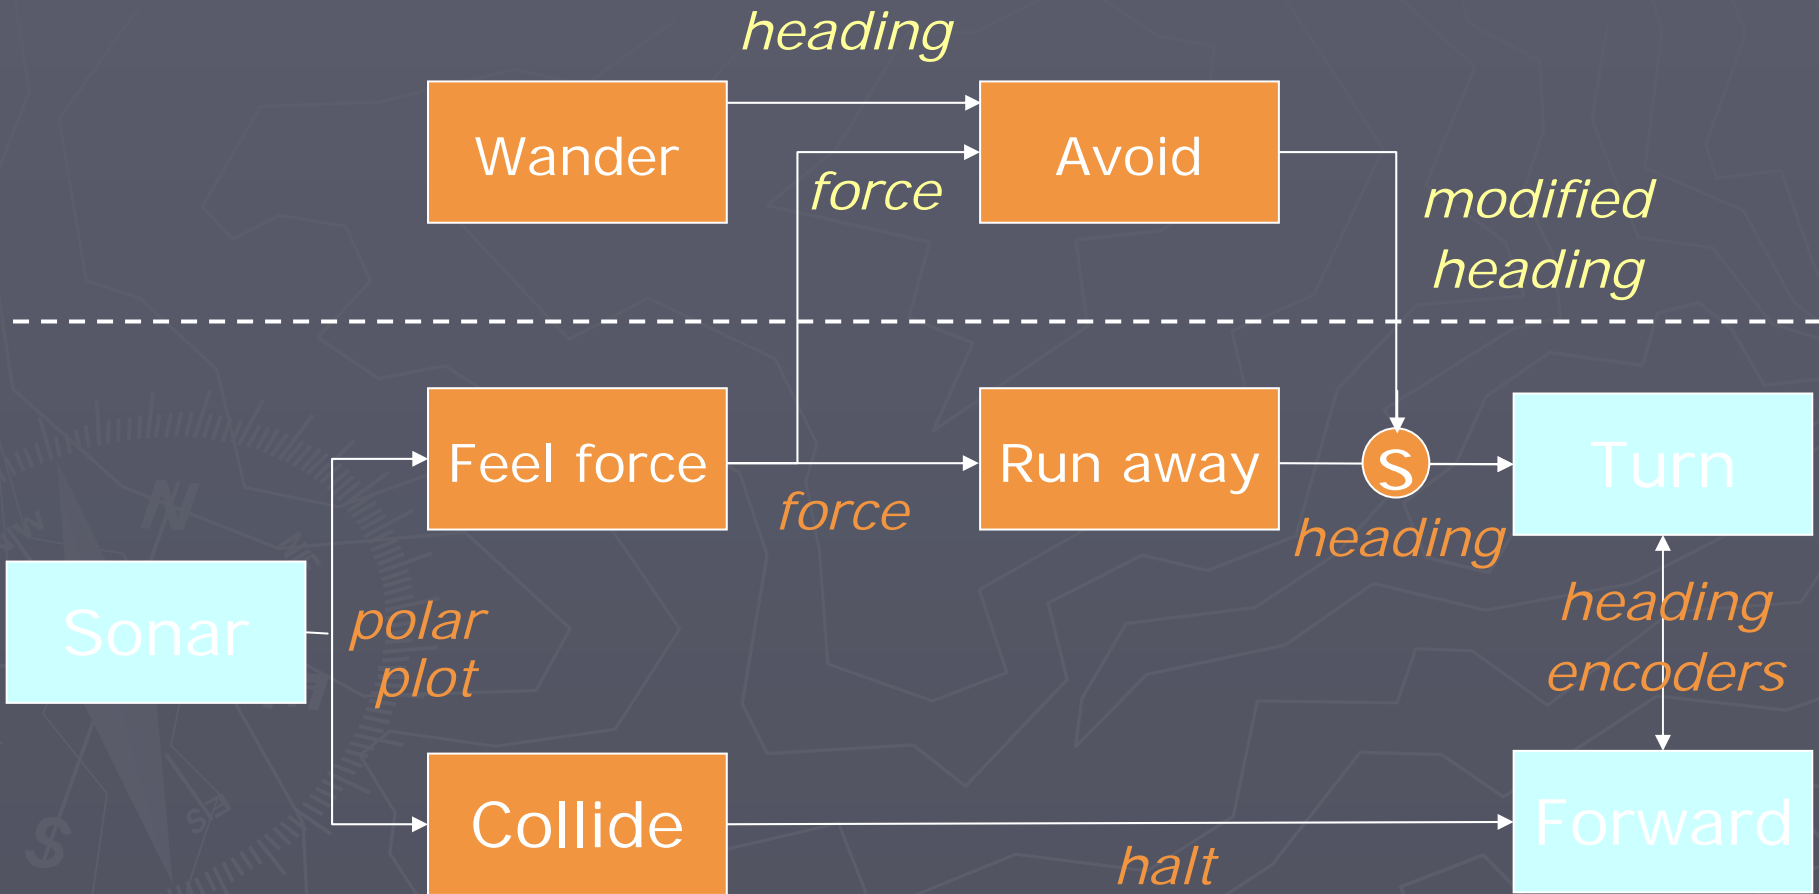 heading
Wander
Avoid
force
modified
heading
Feel force
Run away
S
Turn
force
heading
Sonar
polar
plot
heading
encoders
Collide
Forward
halt
N
S